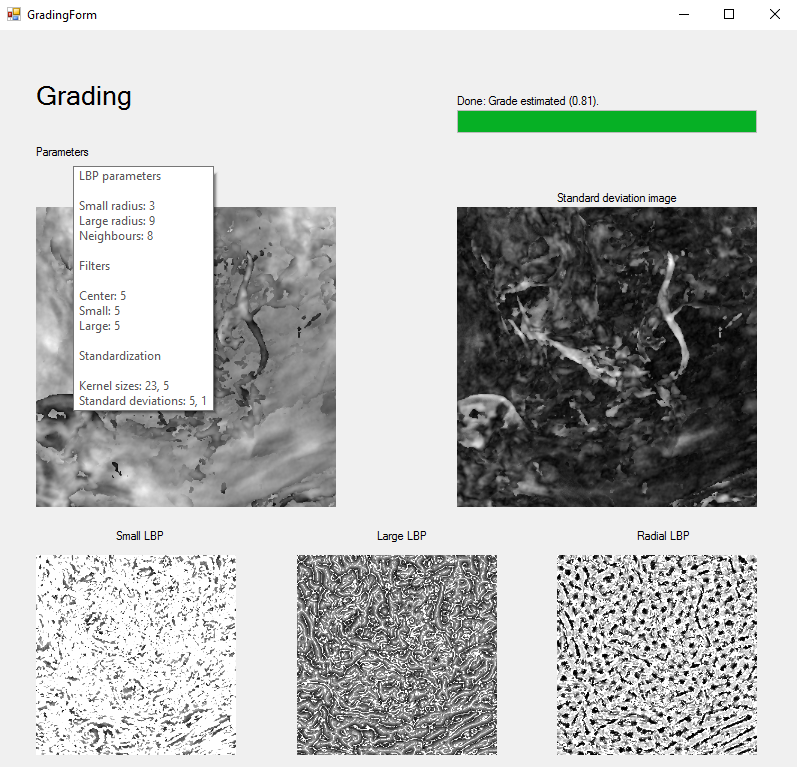 GradingForm
Grading
Done: Grade estimated (0.81).
Parameters
LBP parameters
Small radius: 3
Large radius: 9
Neighbours: 8
Filters
Center: 5
Small: 5
Large: 5
Standardization
Kernel sizes: 23, 5
Standard deviations: 5, 1
Standard deviation image
Small LBP
Large LBP
Radial LBP